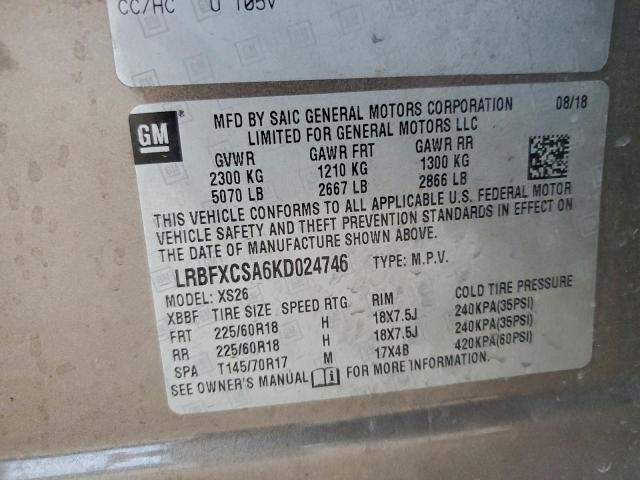 CC/HC U T05V
GM
MFD BY SAIC GENERAL MOTORS CORPORATION 08/18
LIMITED FOR GENERAL MOTORS LLC
GVWR GAWR FRT GAWR RR
2300 KG 1210 KG 1300 KG
5070 LB 2667 LB 2866 LB
THIS VEHICLE CONFORMS TO ALL APPLICABLE U.S. FEDERAL MOTOR
VEHICLE SAFETY AND THEFT PREVENTION STANDARDS IN EFFECT ON
THE DATE OF MANUFACTURE SHOWN ABOVE.
LRBFXCSA6KD024746 TYPE: M.P.V.
MODEL: XS26
XBBF TIRE SIZE SPEED RTG RIM COLD TIRE PRESSURE
FRT 225/60R18 H 18X7.5J 240KPA(35PSI)
RR 225/60R18 H 18X7.5J 240KPA(35PSI)
SPA T145/70R17 M 17X4B 420KPA(60PSI)
SEE OWNER'S MANUAL FOR MORE INFORMATION.